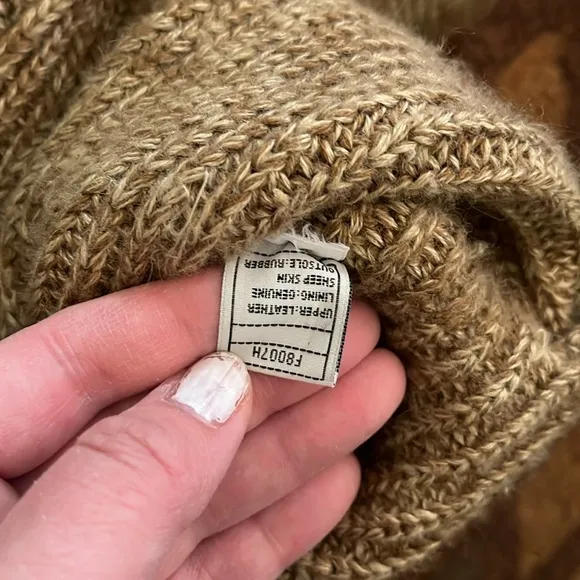 F8007H
UPPER:LEATHER
LINING:GENUINE
SHEEP SKIN
OUTSOLE:RUBBER